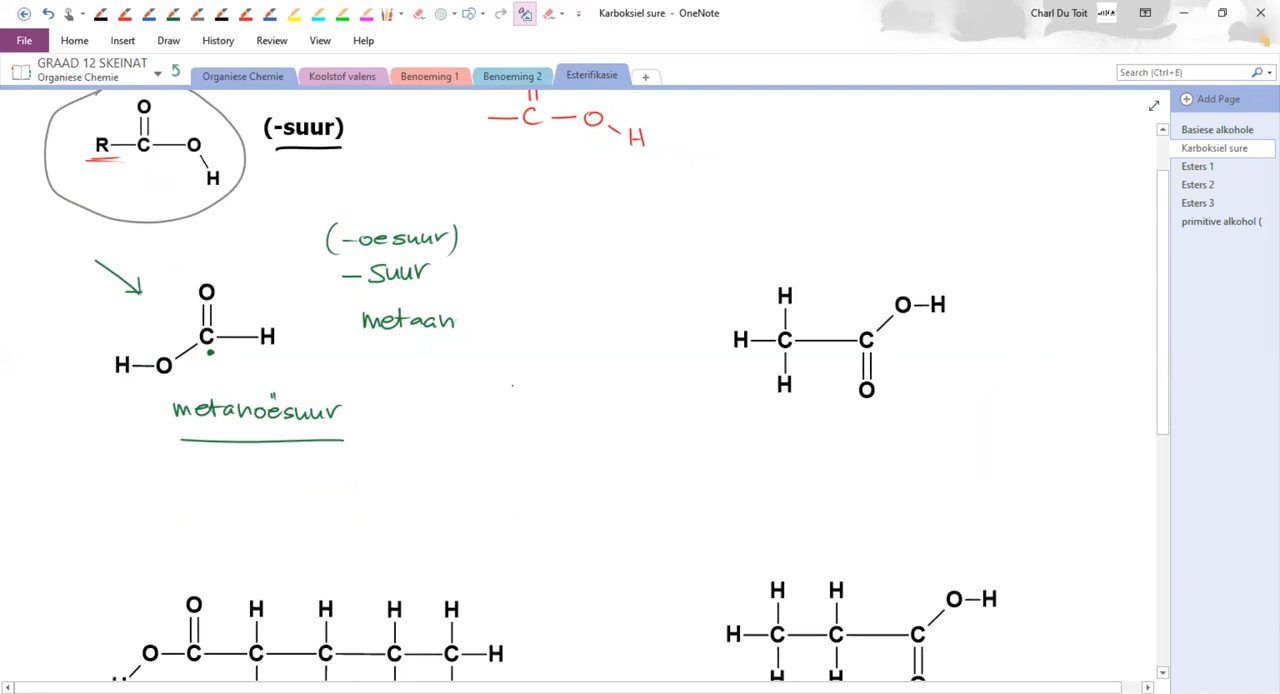 Karboksiel sure - OneNote
Charl Du Toit
File Home Insert Draw History Review View Help
GRAAD 12 SKEINAT
Organiese Chemie
Organiese Chemie Koolstof valens Benoeming 1 Benoeming 2 Esterifikasie +
Search (Ctrl+E)
Add Page
Basiese alkohole
Karboksiel sure
Esters 1
Esters 2
Esters 3
primitive alkohol (
O
R C O
H
(-suur)
C O
H
(-oesuur)
- suur
metaan
O
C H
H O
metanoësuur
H O H
H C C
H O
O H H H H
O C C C C C H
H H O H
H C C C